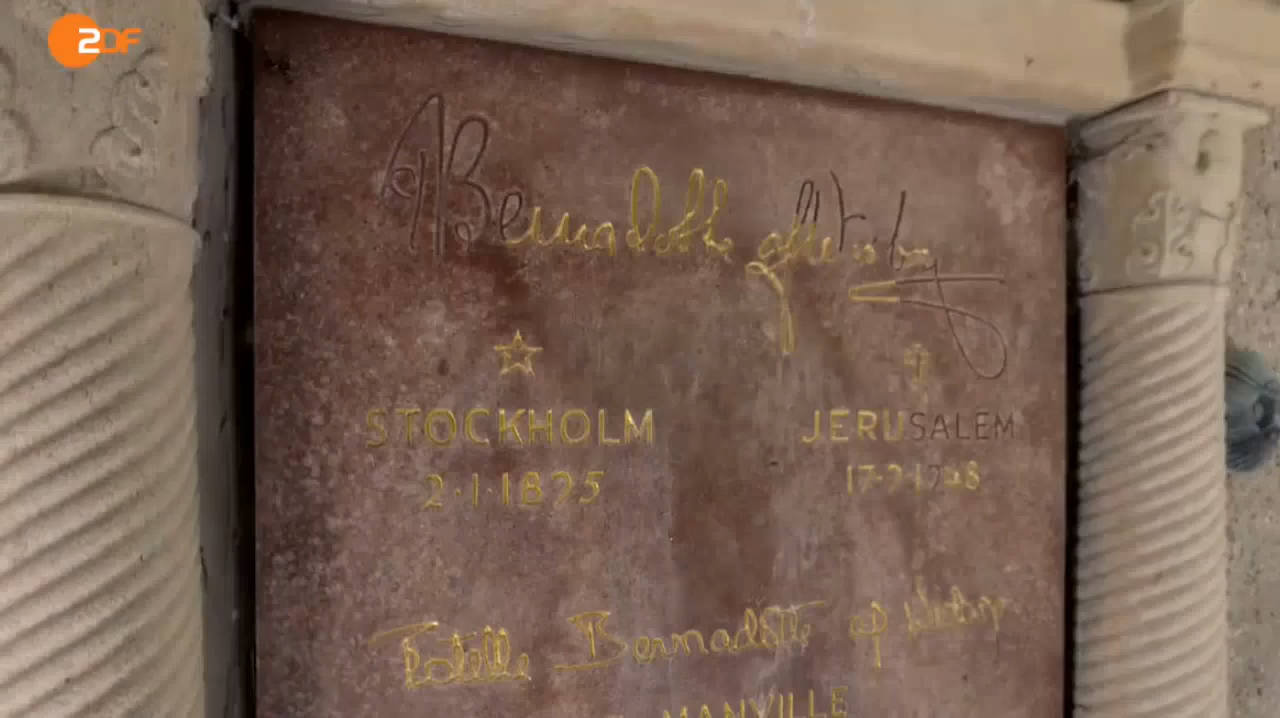 ZDF
Bernadotte af Wisborg
STOCKHOLM
JERUSALEM
2·1·1895
17·9·1948
Estelle Bernadotte af Wisborg
MANVILLE